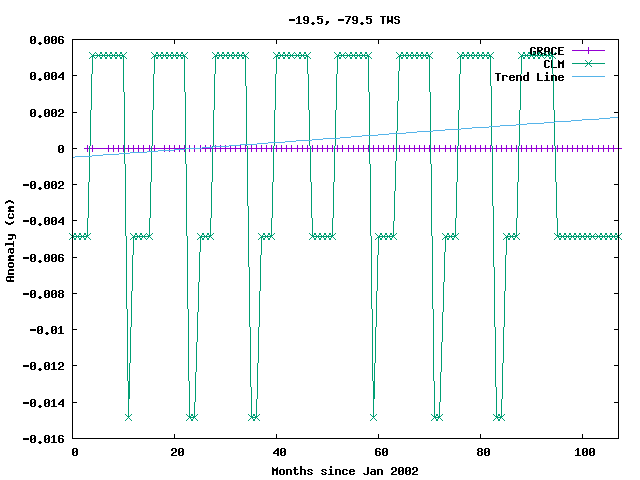 -19.5, -79.5 TWS
GRACE
CLM
Trend Line
0.006
0.004
0.002
0
-0.002
-0.004
-0.006
-0.008
-0.01
-0.012
-0.014
-0.016
Anomaly (cm)
0 20 40 60 80 100
Months since Jan 2002